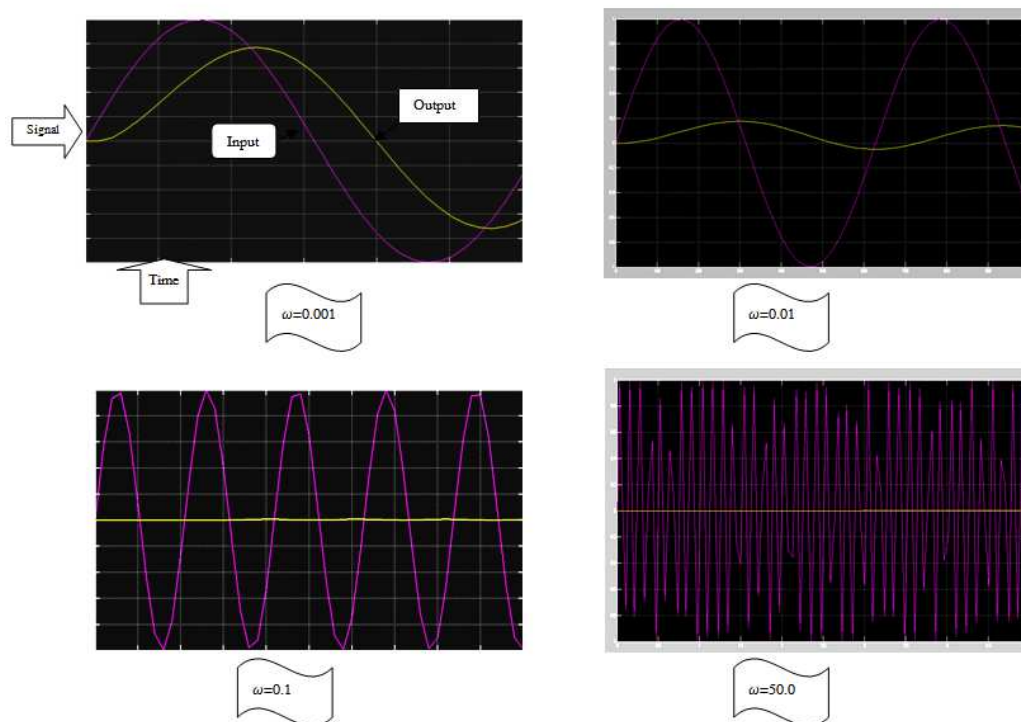 Signal
Input
Output
Time
ω=0.001
ω=0.01
ω=0.1
ω=50.0